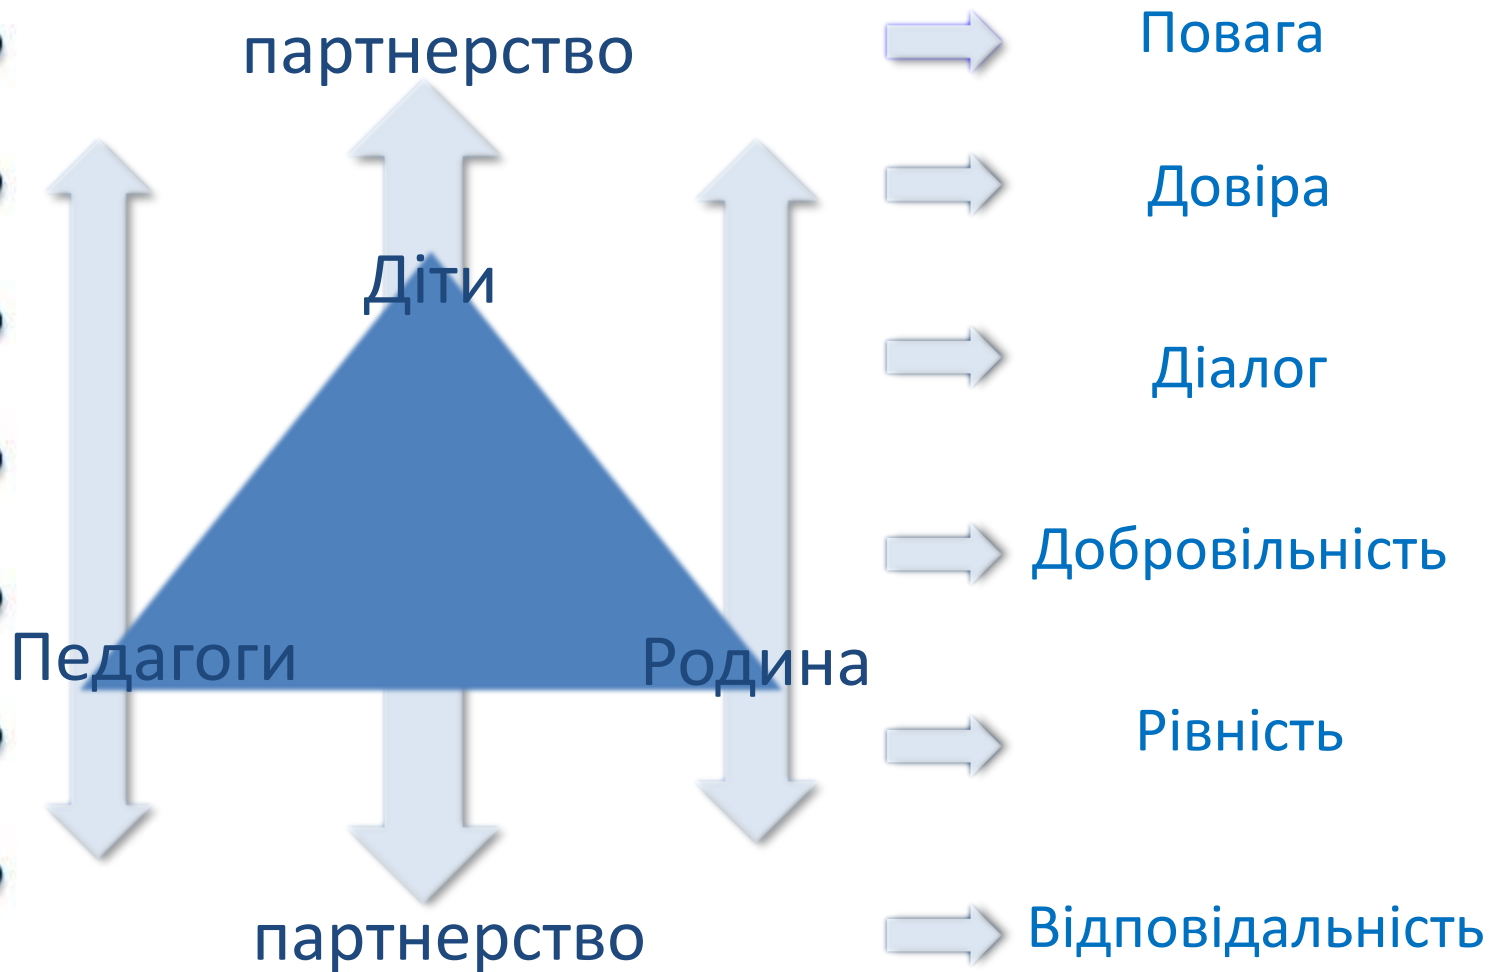 партнерство
Діти
Педагоги
Родина
партнерство
Повага
Довіра
Діалог
Добровільність
Рівність
Відповідальність